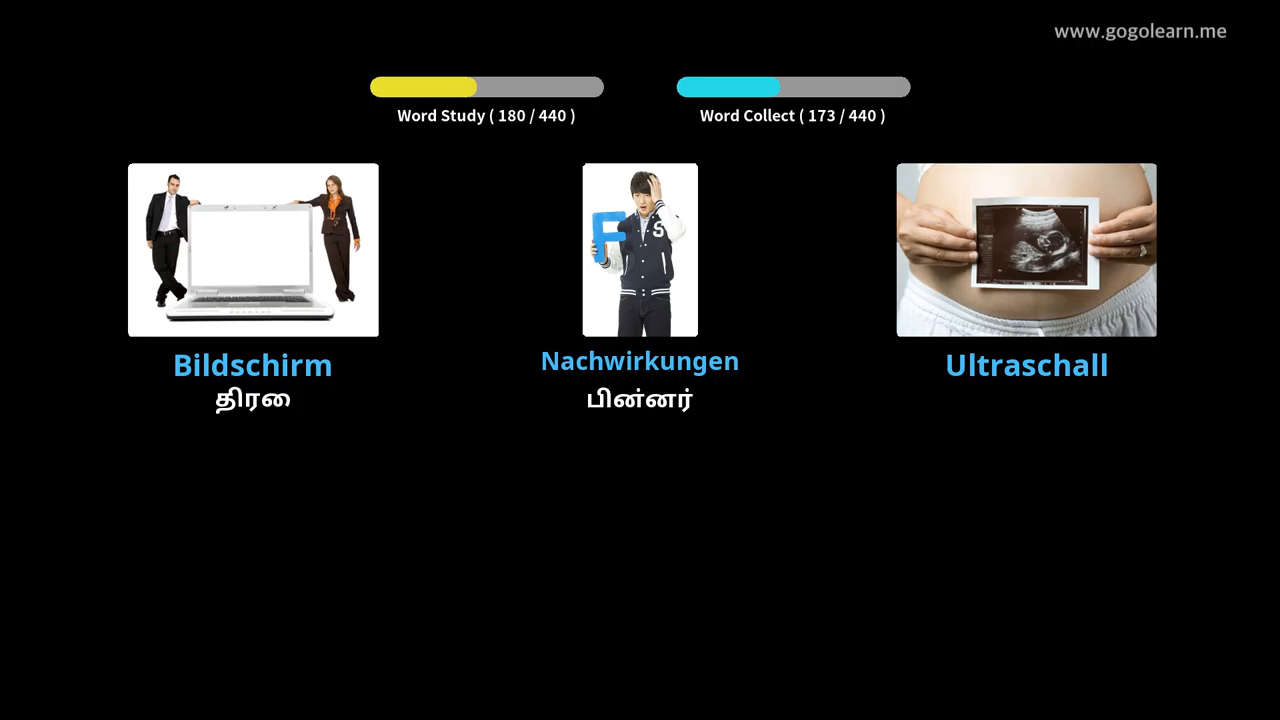 www.gogolearn.me
Word Study ( 180 / 440 )
Word Collect ( 173 / 440 )
F
S
Bildschirm
Nachwirkungen
Ultraschall
திரை
பின்னர்